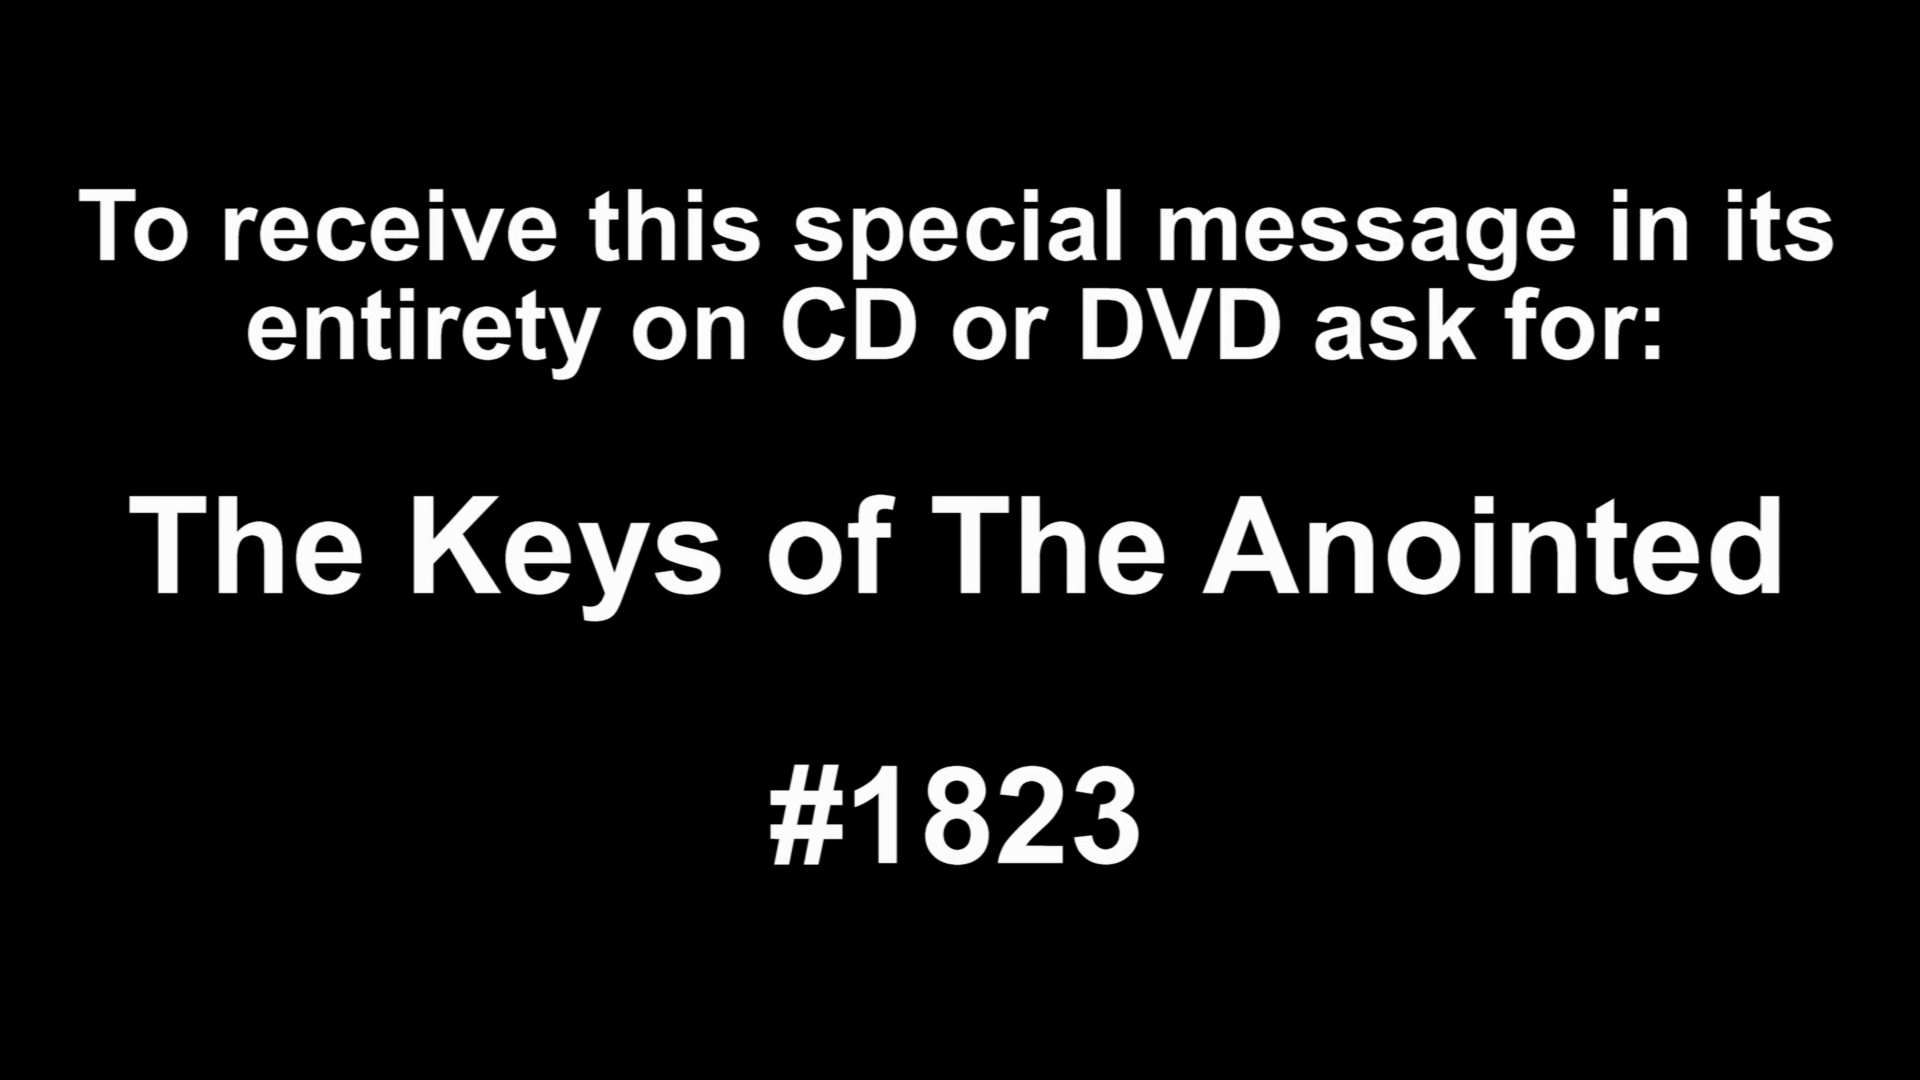 To receive this special message in its
entirety on CD or DVD ask for:
The Keys of The Anointed
#1823